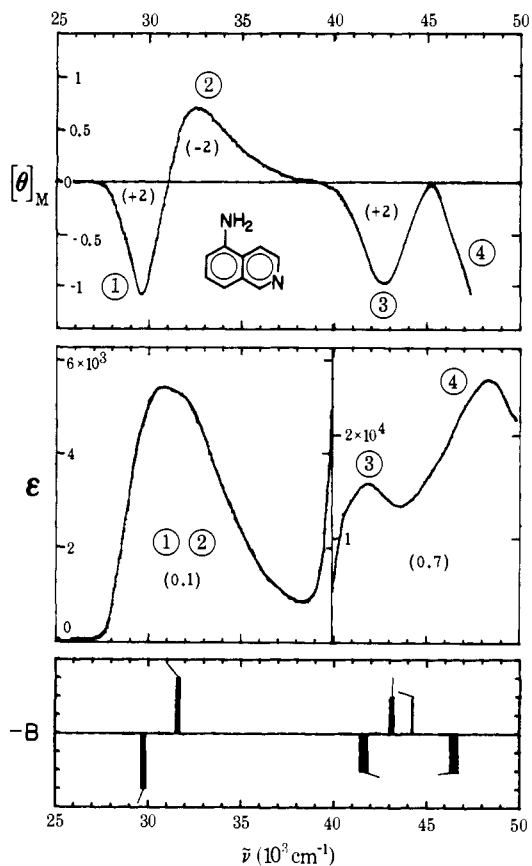 25 30 35 40 45 50
1
②
0.5
(-2)
[θ]M
0
(+2)
(+2)
NH2
-0.5
N
④
-1
①
③
6×10³
④
2×10⁴
4
③
ε
1
① ②
2
(0.1)
(0.7)
0
-B
25 30 35 40 45 50
ṽ (10³ cm⁻¹)